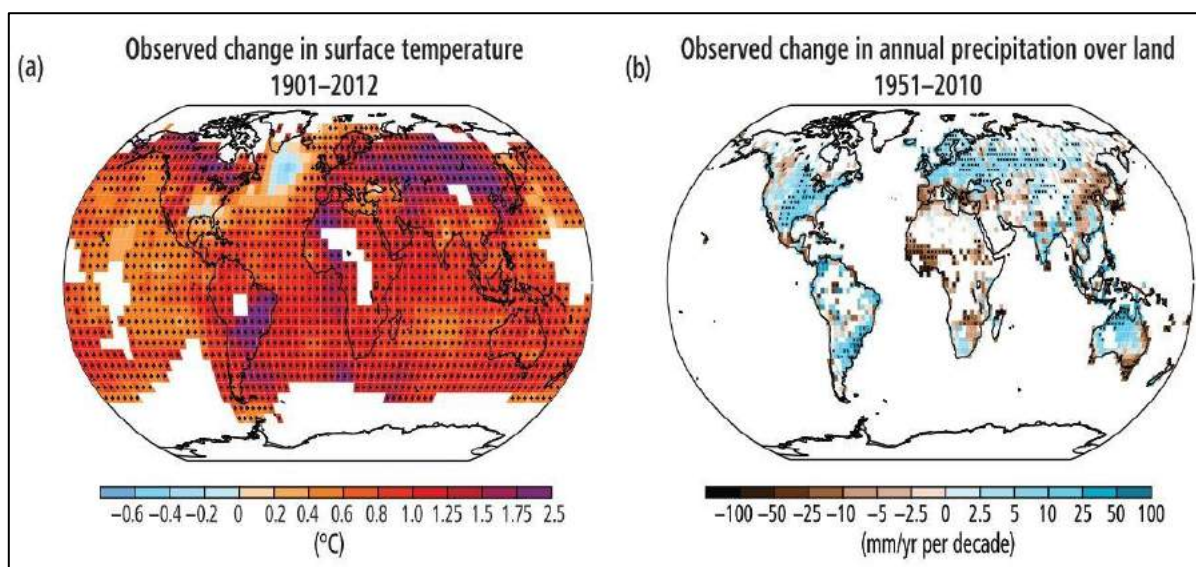 (a)
Observed change in surface temperature
1901–2012
−0.6 −0.4 −0.2 0 0.2 0.4 0.6 0.8 1.0 1.25 1.5 1.75 2.5
(ºC)
(b)
Observed change in annual precipitation over land
1951–2010
−100 −50 −25 −10 −5 −2.5 0 2.5 5 10 25 50 100
(mm/yr per decade)